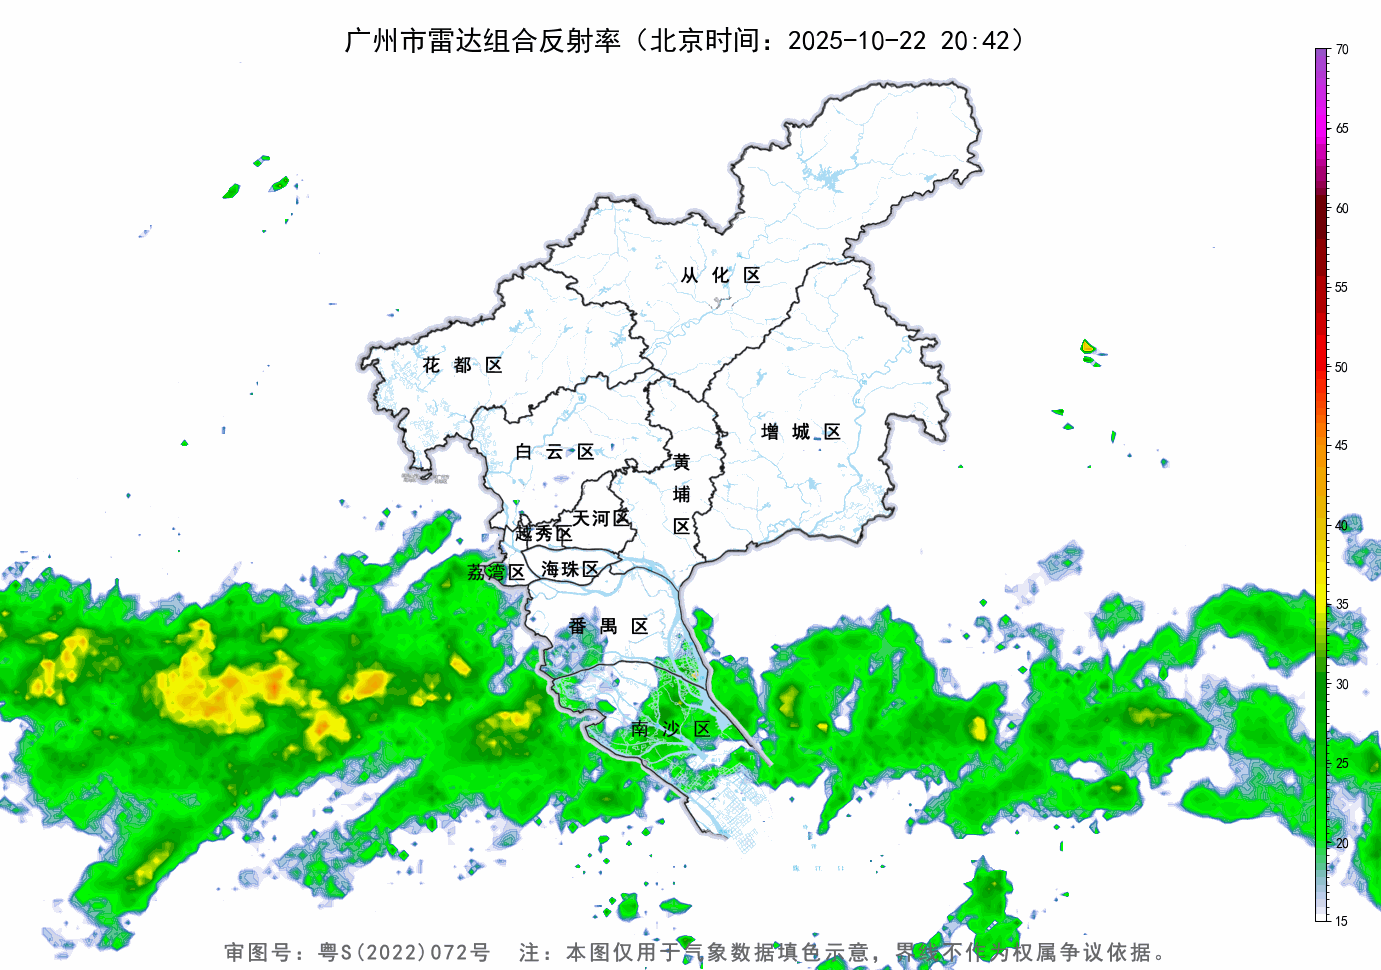 广州市雷达组合反射率（北京时间：2025-10-22 20:42）
70
65
60
55
50
45
40
35
30
25
20
15
从化区
花都区
增城区
白云区
黄埔区
天河区
越秀区
海珠区
荔湾区
番禺区
南沙区
审图号：粤S(2022)072号 注：本图仅用于气象数据填色示意，界线不作为权属争议依据。